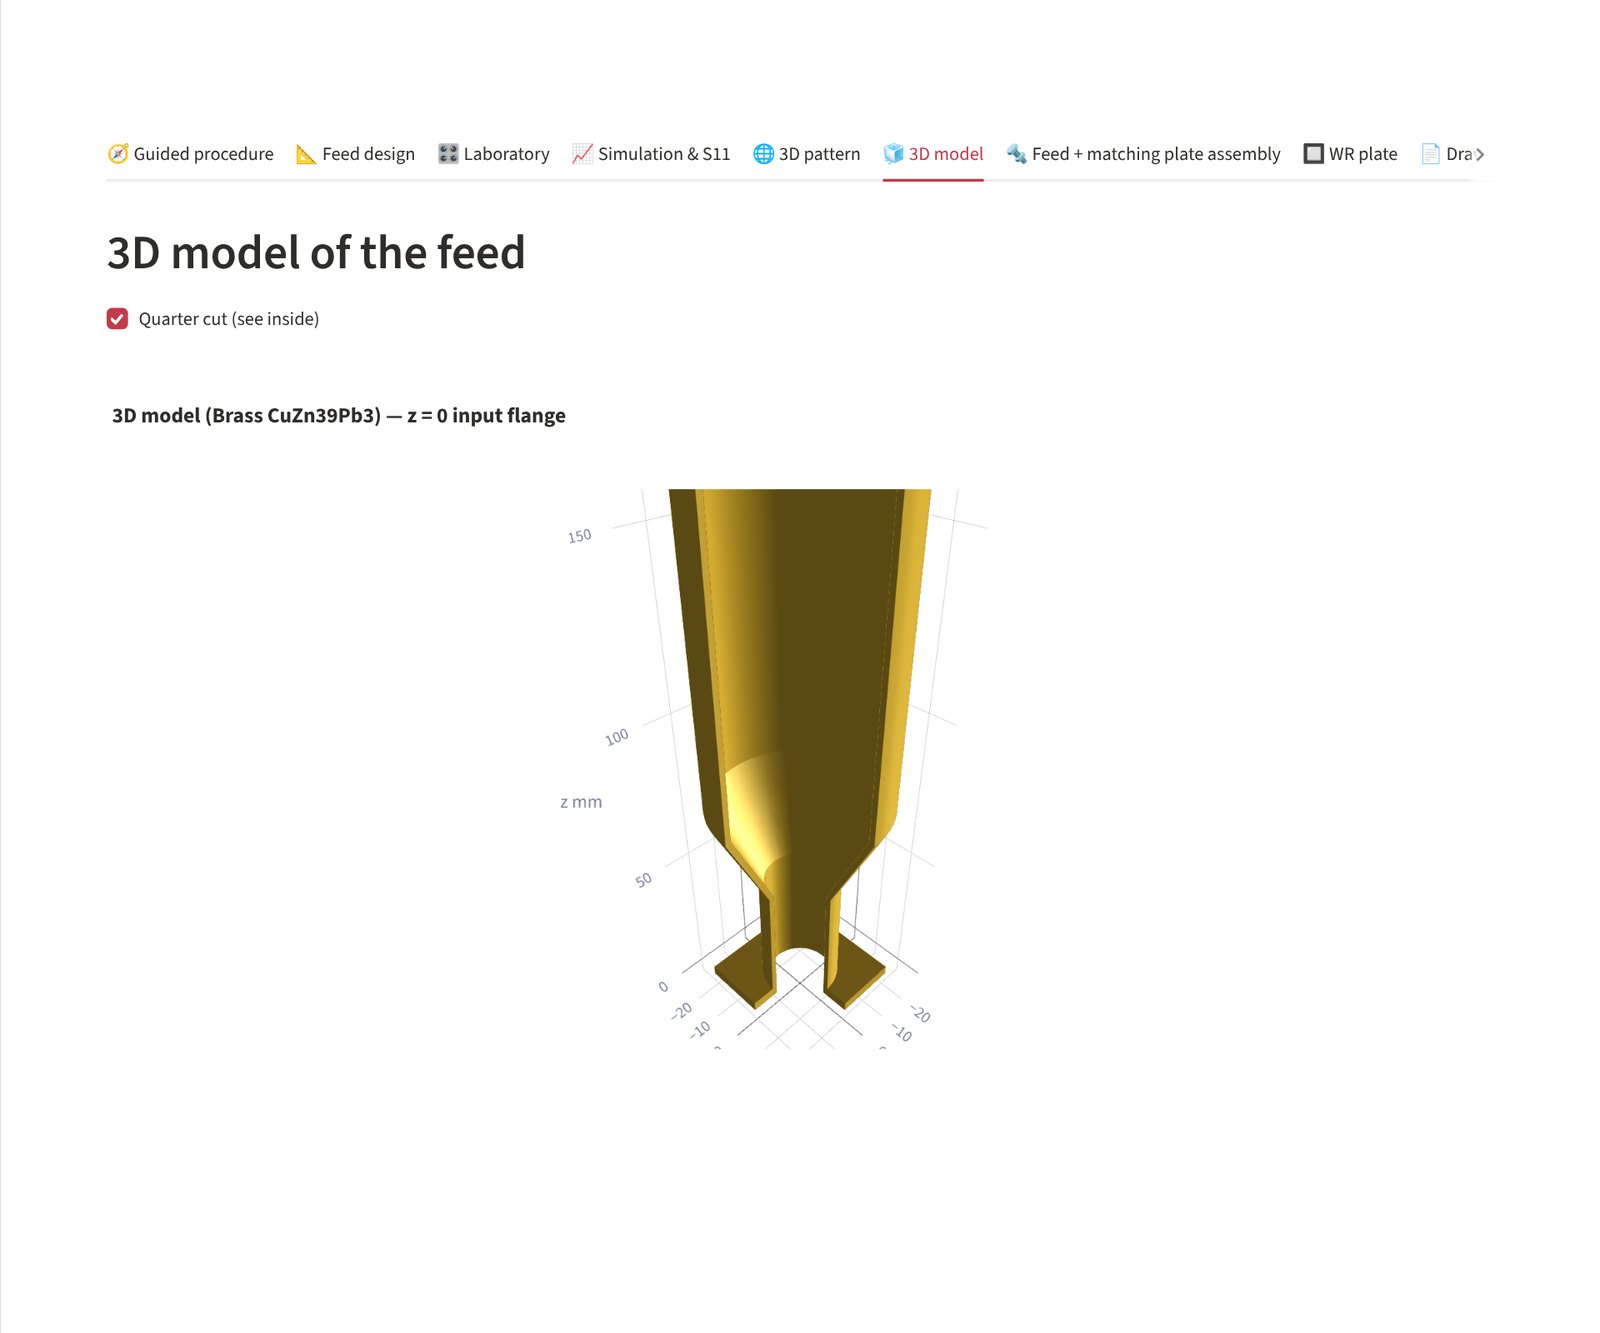 Guided procedure Feed design Laboratory Simulation & S11 3D pattern 3D model Feed + matching plate assembly WR plate
3D model of the feed
Quarter cut (see inside)
3D model (Brass CuZn39Pb3) — z = 0 input flange
150
100
z mm
50
0
−20
−10
−20
−10